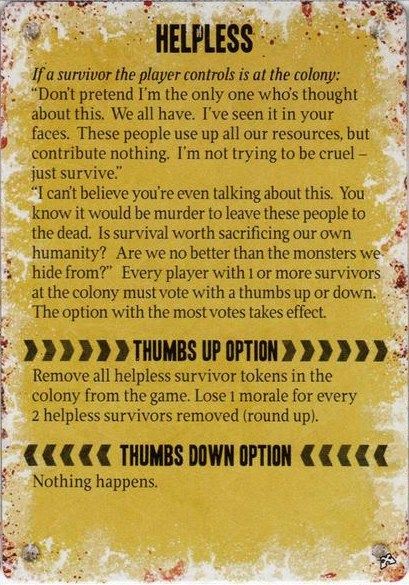 HELPLESS
If a survivor the player controls is at the colony:
“Don’t pretend I’m the only one who’s thought
about this. We all have. I’ve seen it in your
faces. These people use up all our resources, but
contribute nothing. I’m not trying to be cruel –
just survive.”
“I can’t believe you’re even talking about this. You
know it would be murder to leave these people to
the dead. Is survival worth sacrificing our own
humanity? Are we no better than the monsters we
hide from?” Every player with 1 or more survivors
at the colony must vote with a thumbs up or down.
The option with the most votes takes effect.
THUMBS UP OPTION
Remove all helpless survivor tokens in the
colony from the game. Lose 1 morale for every
2 helpless survivors removed (round up).
THUMBS DOWN OPTION
Nothing happens.